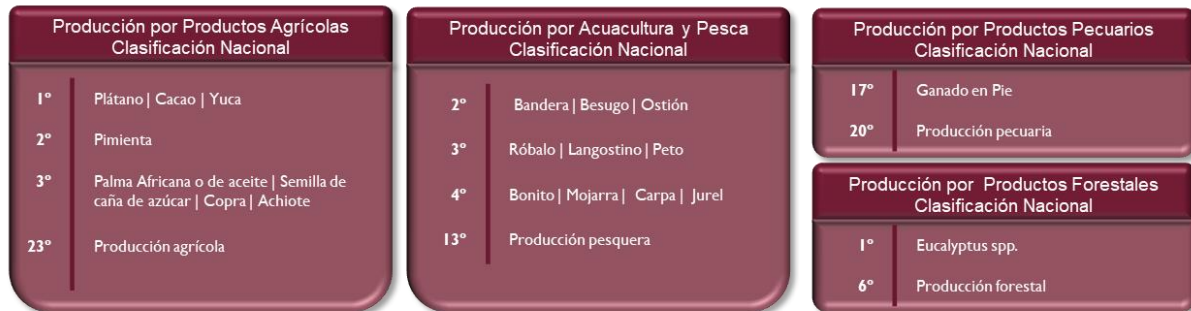 Producción por Productos Agrícolas
Clasificación Nacional
1º Plátano | Cacao | Yuca
2º Pimienta
3º Palma Africana o de aceite | Semilla de
caña de azúcar | Copra | Achiote
23º Producción agrícola
Producción por Acuacultura y Pesca
Clasificación Nacional
2º Bandera | Besugo | Ostión
3º Róbalo | Langostino | Peto
4º Bonito | Mojarra | Carpa | Jurel
13º Producción pesquera
Producción por Productos Pecuarios
Clasificación Nacional
17º Ganado en Pie
20º Producción pecuaria
Producción por Productos Forestales
Clasificación Nacional
1º Eucalyptus spp.
6º Producción forestal